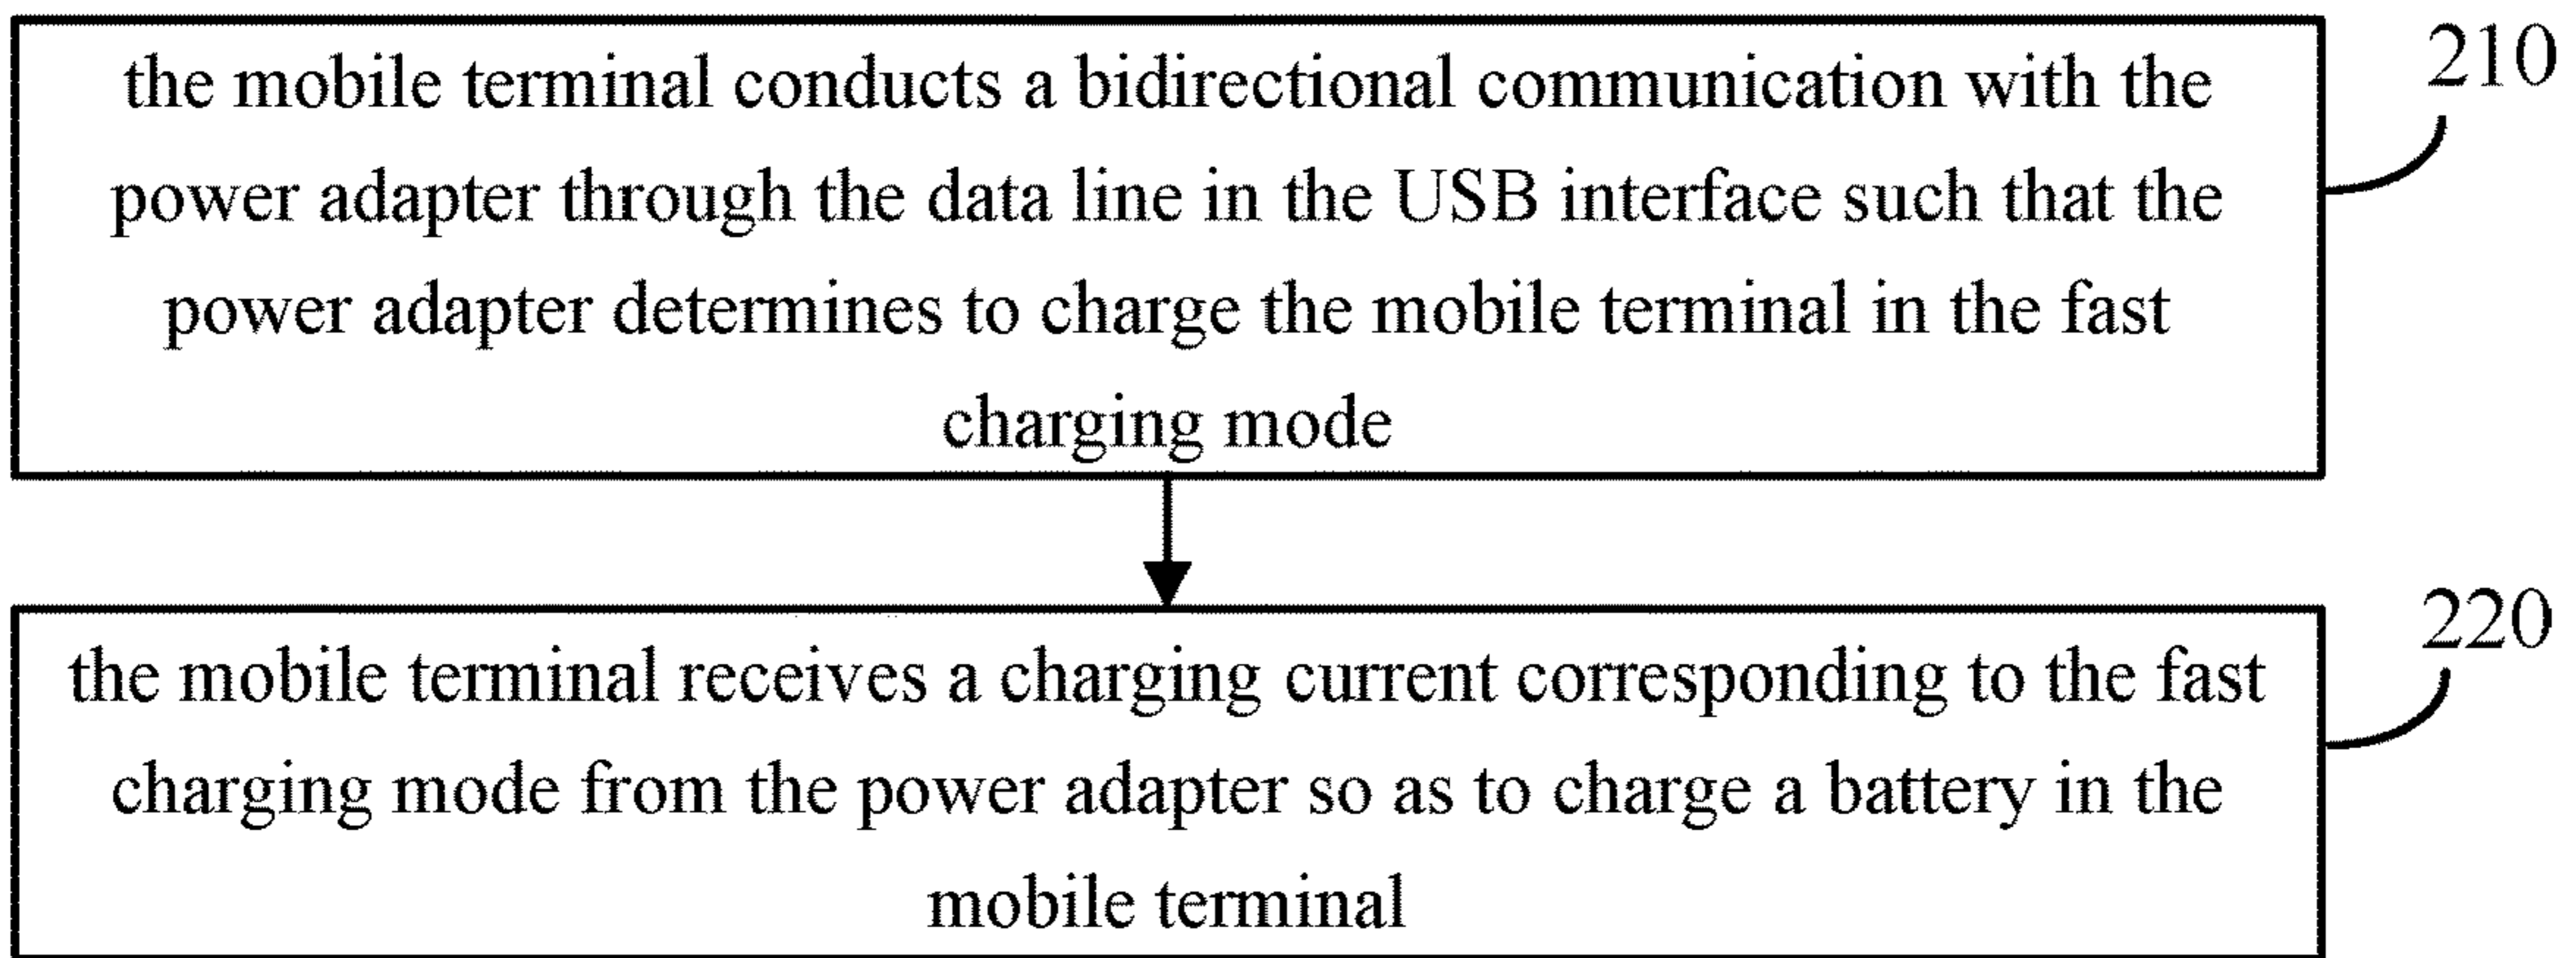 the mobile terminal conducts a bidirectional communication with the
power adapter through the data line in the USB interface such that the
power adapter determines to charge the mobile terminal in the fast
charging mode
210
the mobile terminal receives a charging current corresponding to the fast
charging mode from the power adapter so as to charge a battery in the
mobile terminal
220